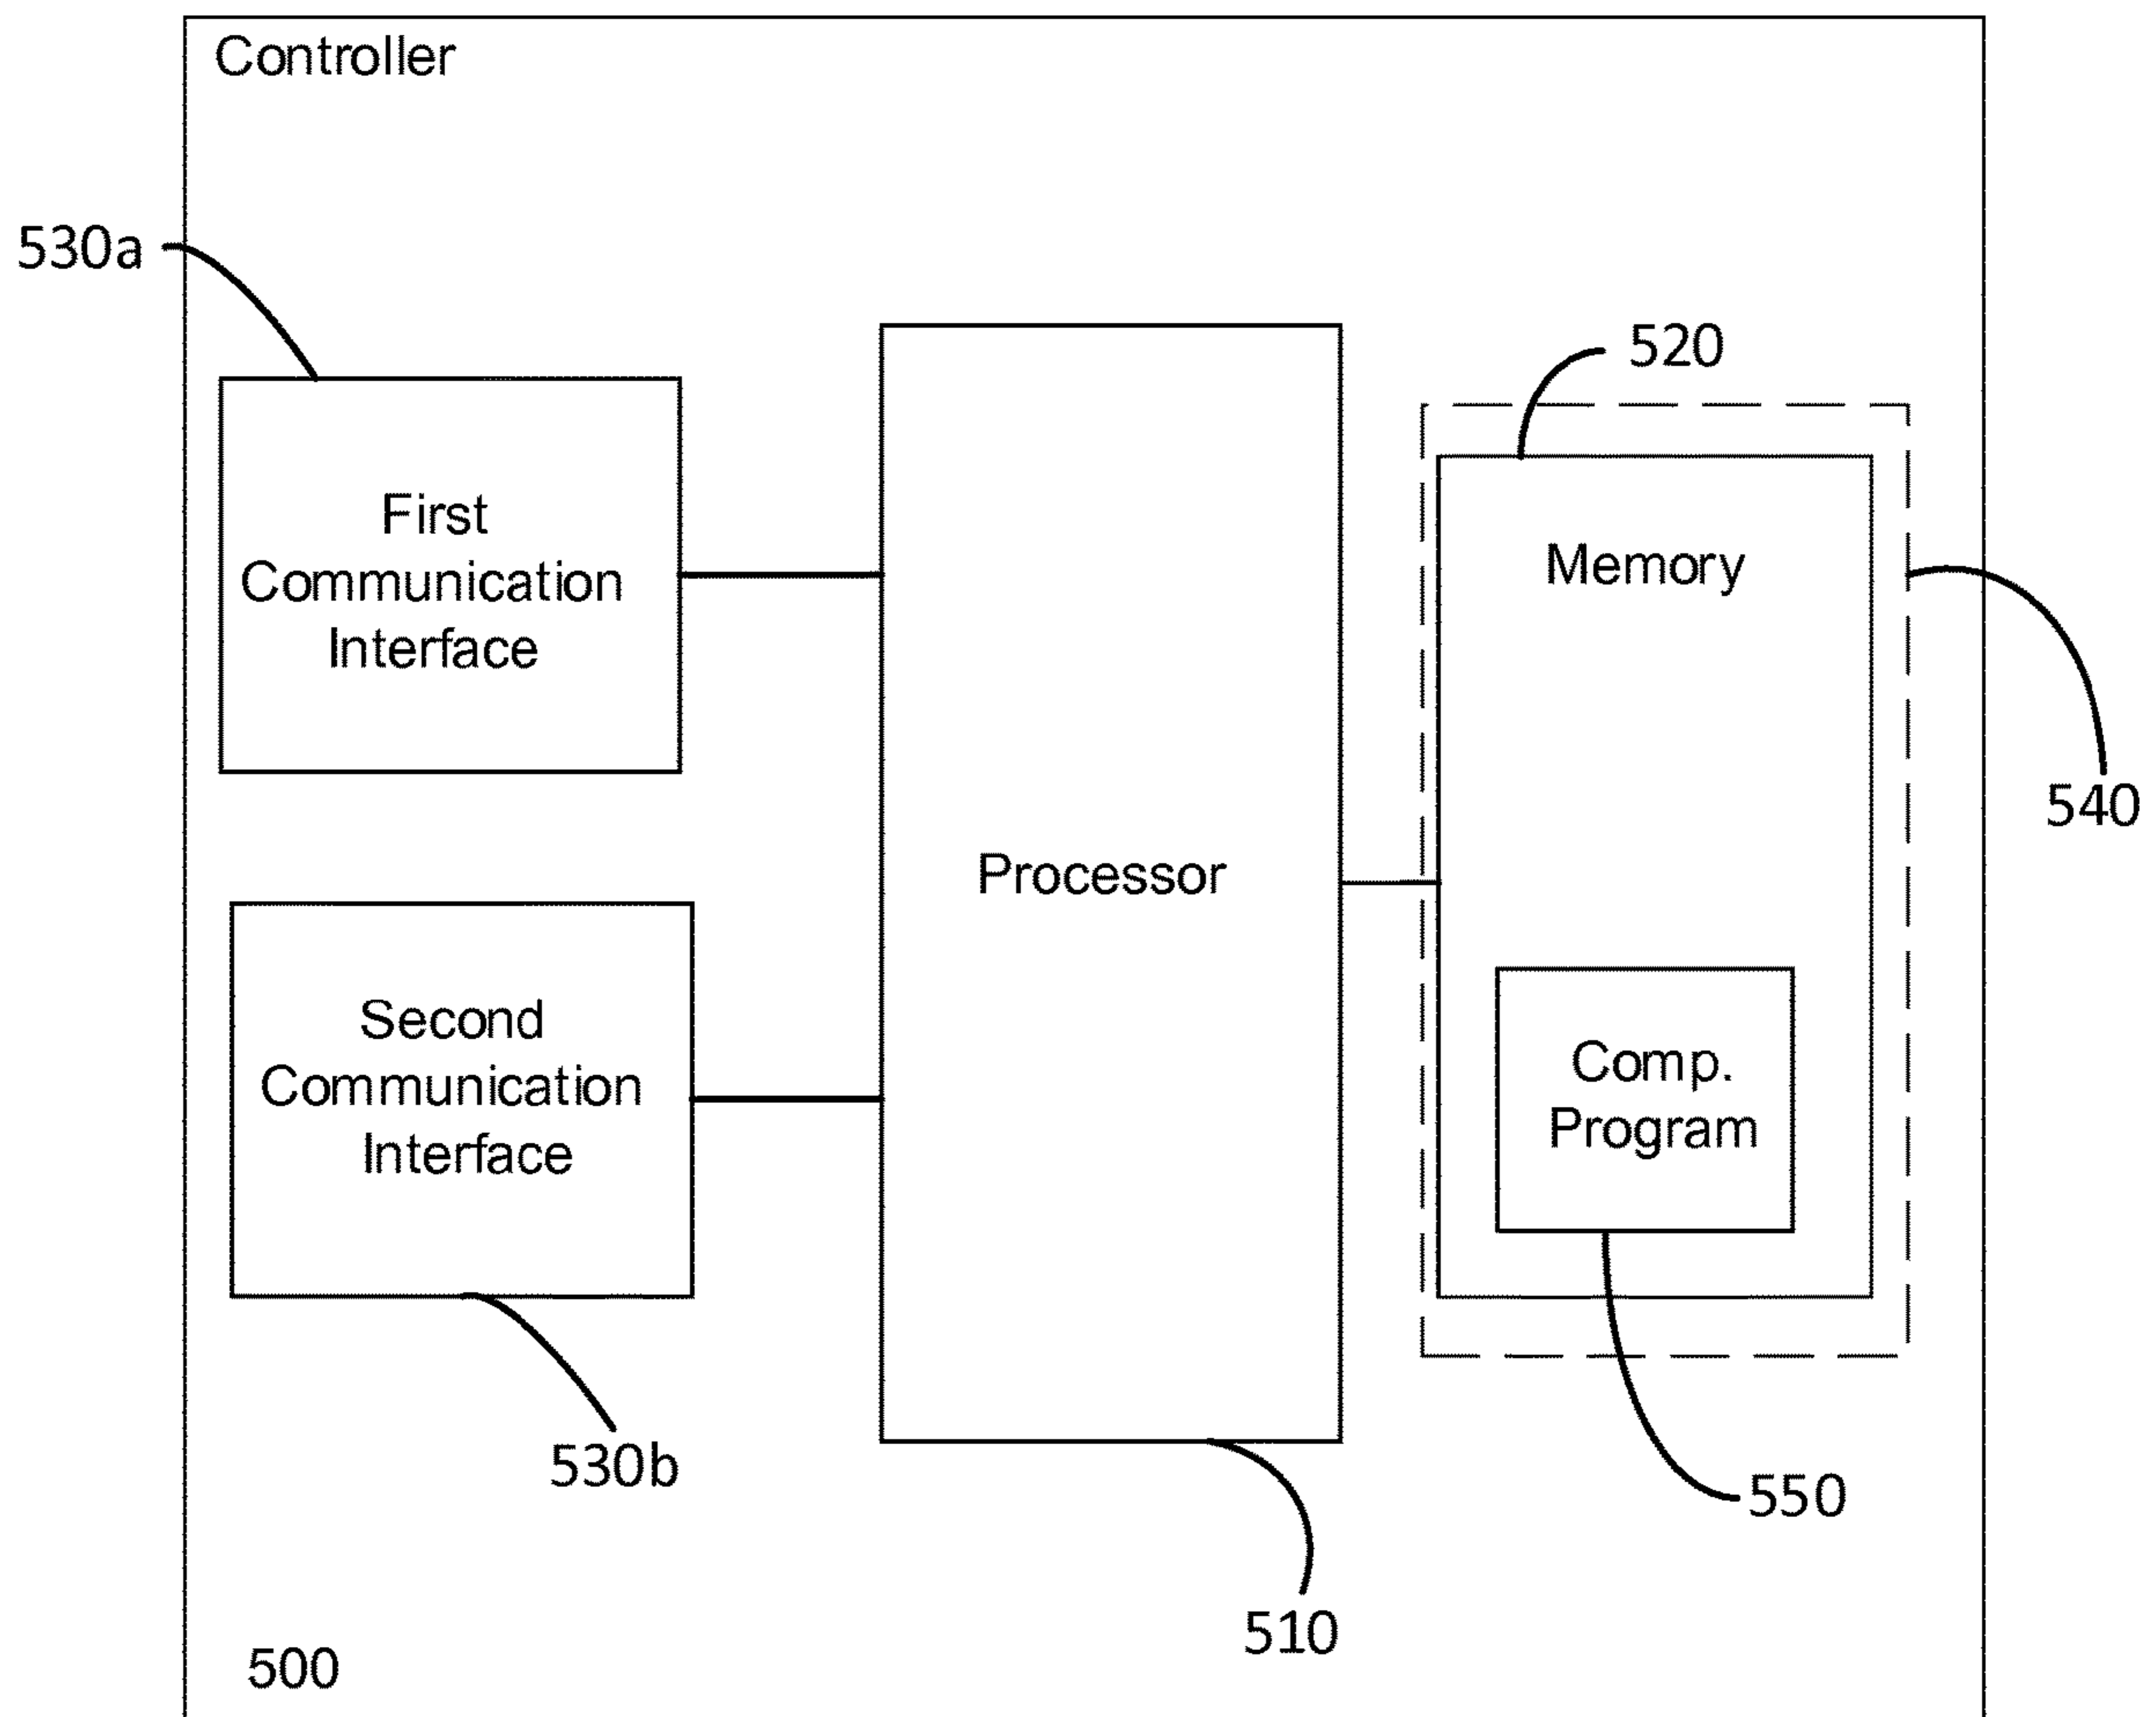 Controller
530a
520
First
Communication
Interface
Memory
540
Processor
Second
Communication
Interface
Comp.
Program
530b
550
510
500